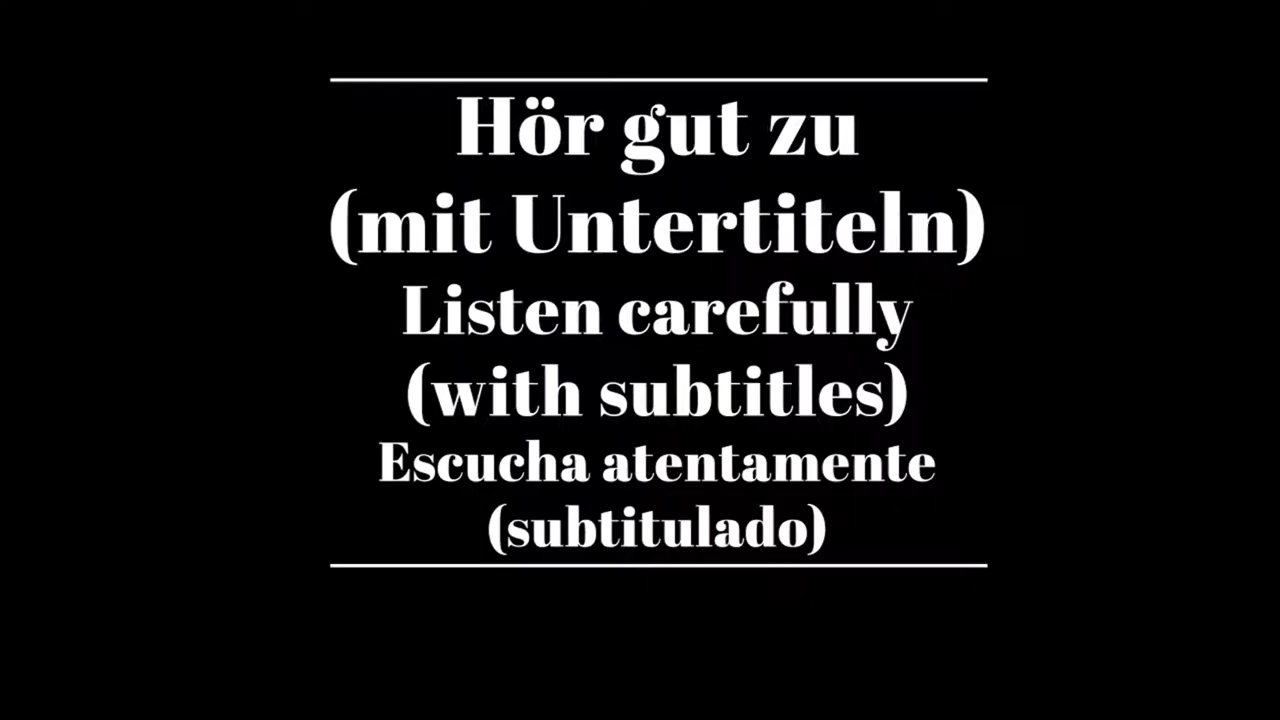 Hör gut zu
(mit Untertiteln)
Listen carefully
(with subtitles)
Escucha atentamente
(subtitulado)